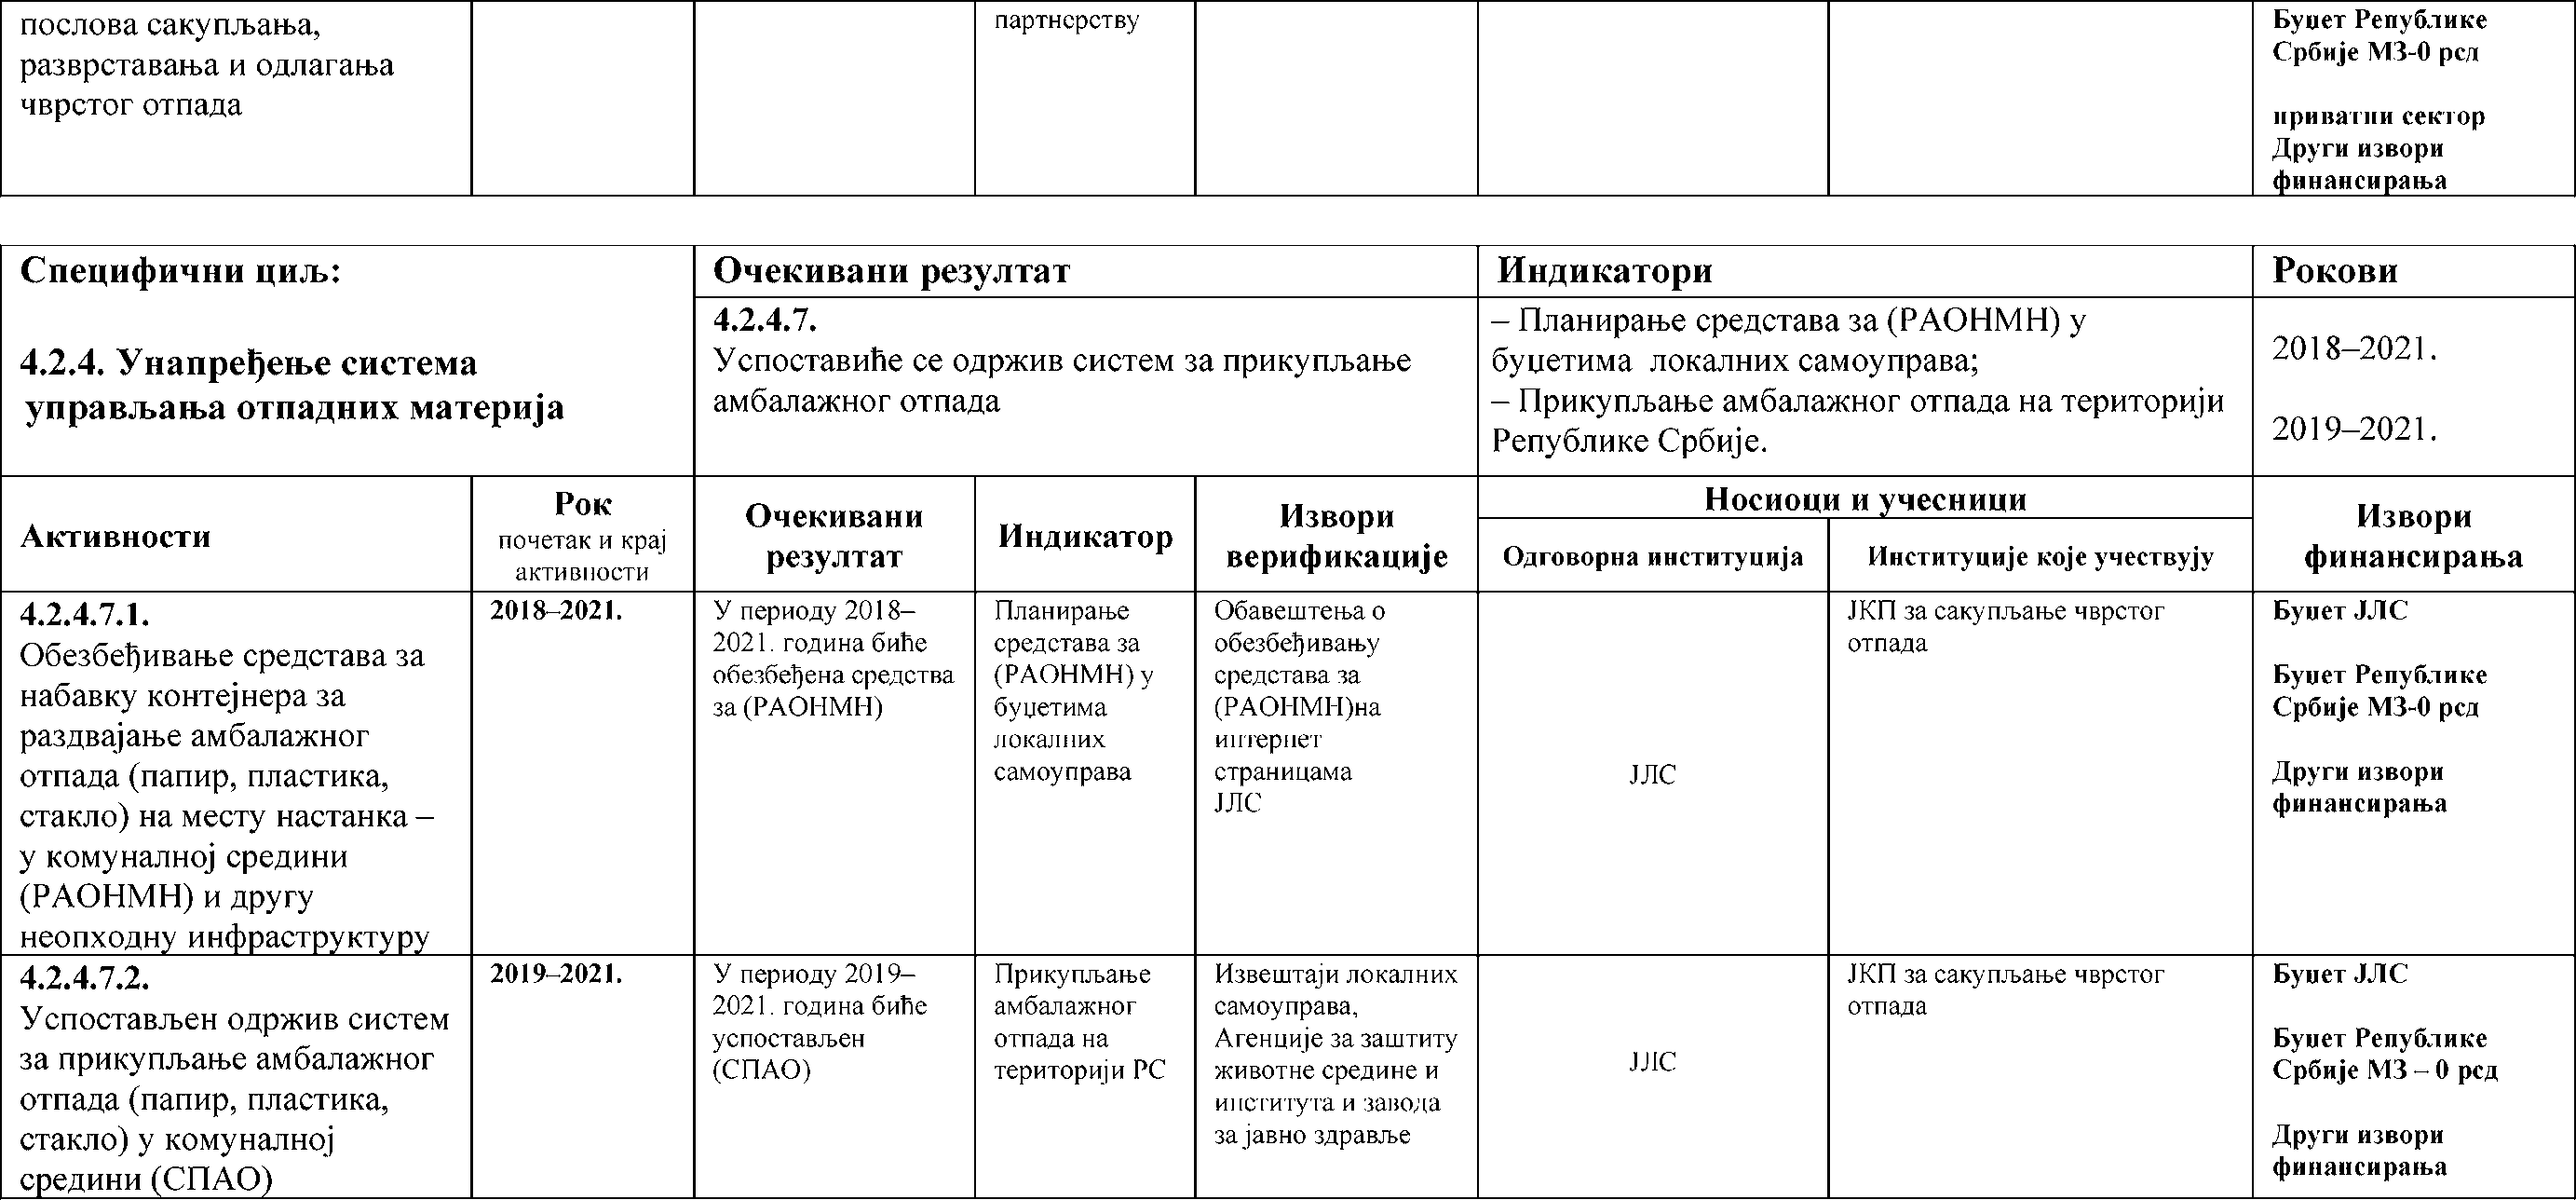 послова сакупљања,
разврставања и одлагања
чврстог отпада
партнерству
Буџет Републике
Србије МЗ-0 рсд
приватни сектор
Други извори
финансирања
Специфични циљ:
4.2.4. Унапређење система
управљања отпадних материја
Очекивани резултат
4.2.4.7.
Успоставиће се одржив систем за прикупљање
амбалажног отпада
Индикатори
– Планирање средстава за (РАОНМН) у
буџетима локалних самоуправа;
– Прикупљање амбалажног отпада на територији
Републике Србије.
Рокови
2018–2021.
2019–2021.
Активности
Рок
почетак и крај
активности
Очекивани
резултат
Индикатор
Извори
верификације
Носиоци и учесници
Одговорна институција
Институције које учествују
Извори
финансирања
4.2.4.7.1.
Обезбеђивање средстава за
набавку контејнера за
раздвајање амбалажног
отпада (папир, пластика,
стакло) на месту настанка –
у комуналној средини
(РАОНМН) и другу
неопходну инфраструктуру
2018–2021.
У периоду 2018–
2021. година биће
обезбеђена средства
за (РАОНМН)
Планирање
средстава за
(РАОНМН) у
буџетима
локалних
самоуправа
Обавештења о
обезбеђивању
средстава за
(РАОНМН)на
интернет
страницама
ЈЛС
ЈЛС
ЈКП за сакупљање чврстог
отпада
Буџет ЈЛС
Буџет Републике
Србије МЗ-0 рсд
Други извори
финансирања
4.2.4.7.2.
Успостављен одржив систем
за прикупљање амбалажног
отпада (папир, пластика,
стакло) у комуналној
средини (СПАО)
2019–2021.
У периоду 2019–
2021. година биће
успостављен
(СПАО)
Прикупљање
амбалажног
отпада на
територији РС
Извештаји локалних
самоуправа,
Агенције за заштиту
животне средине и
института и завода
за јавно здравље
ЈЛС
ЈКП за сакупљање чврстог
отпада
Буџет ЈЛС
Буџет Републике
Србије МЗ – 0 рсд
Други извори
финансирања